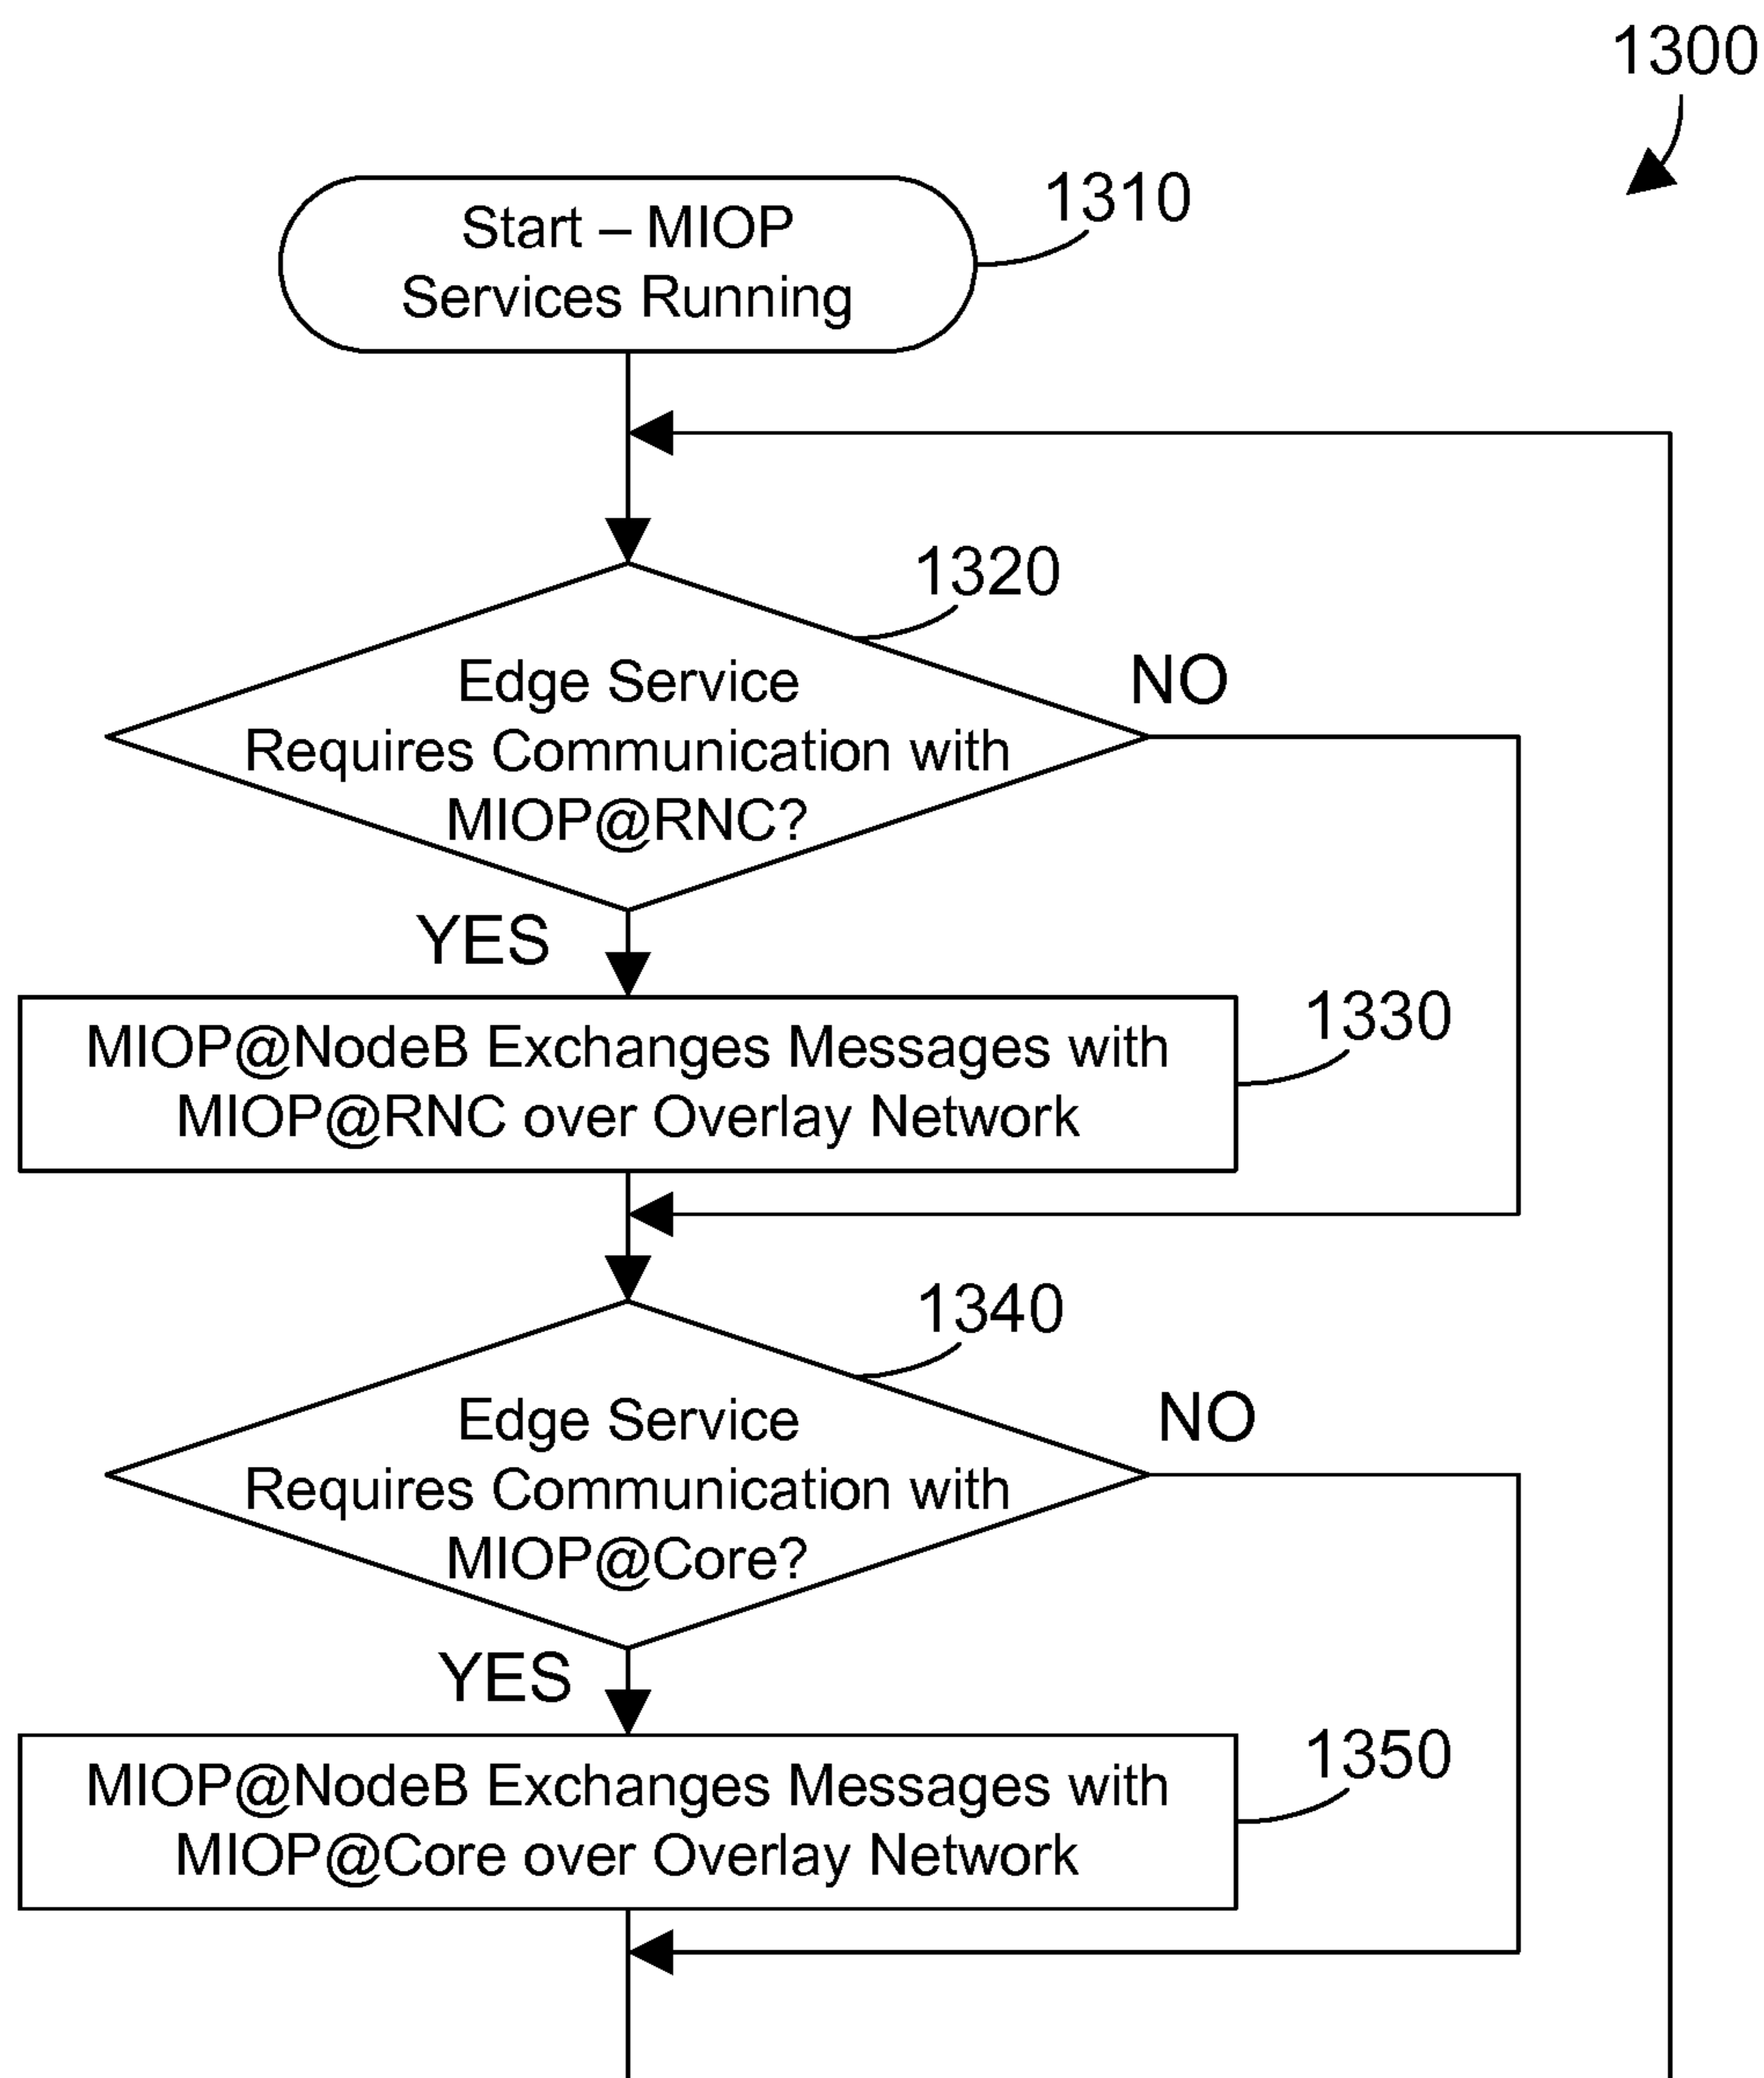 1300
Start – MIOP
Services Running
1310
1320
Edge Service
Requires Communication with
MIOP@RNC?
NO
YES
MIOP@NodeB Exchanges Messages with
MIOP@RNC over Overlay Network
1330
1340
Edge Service
Requires Communication with
MIOP@Core?
NO
YES
MIOP@NodeB Exchanges Messages with
MIOP@Core over Overlay Network
1350